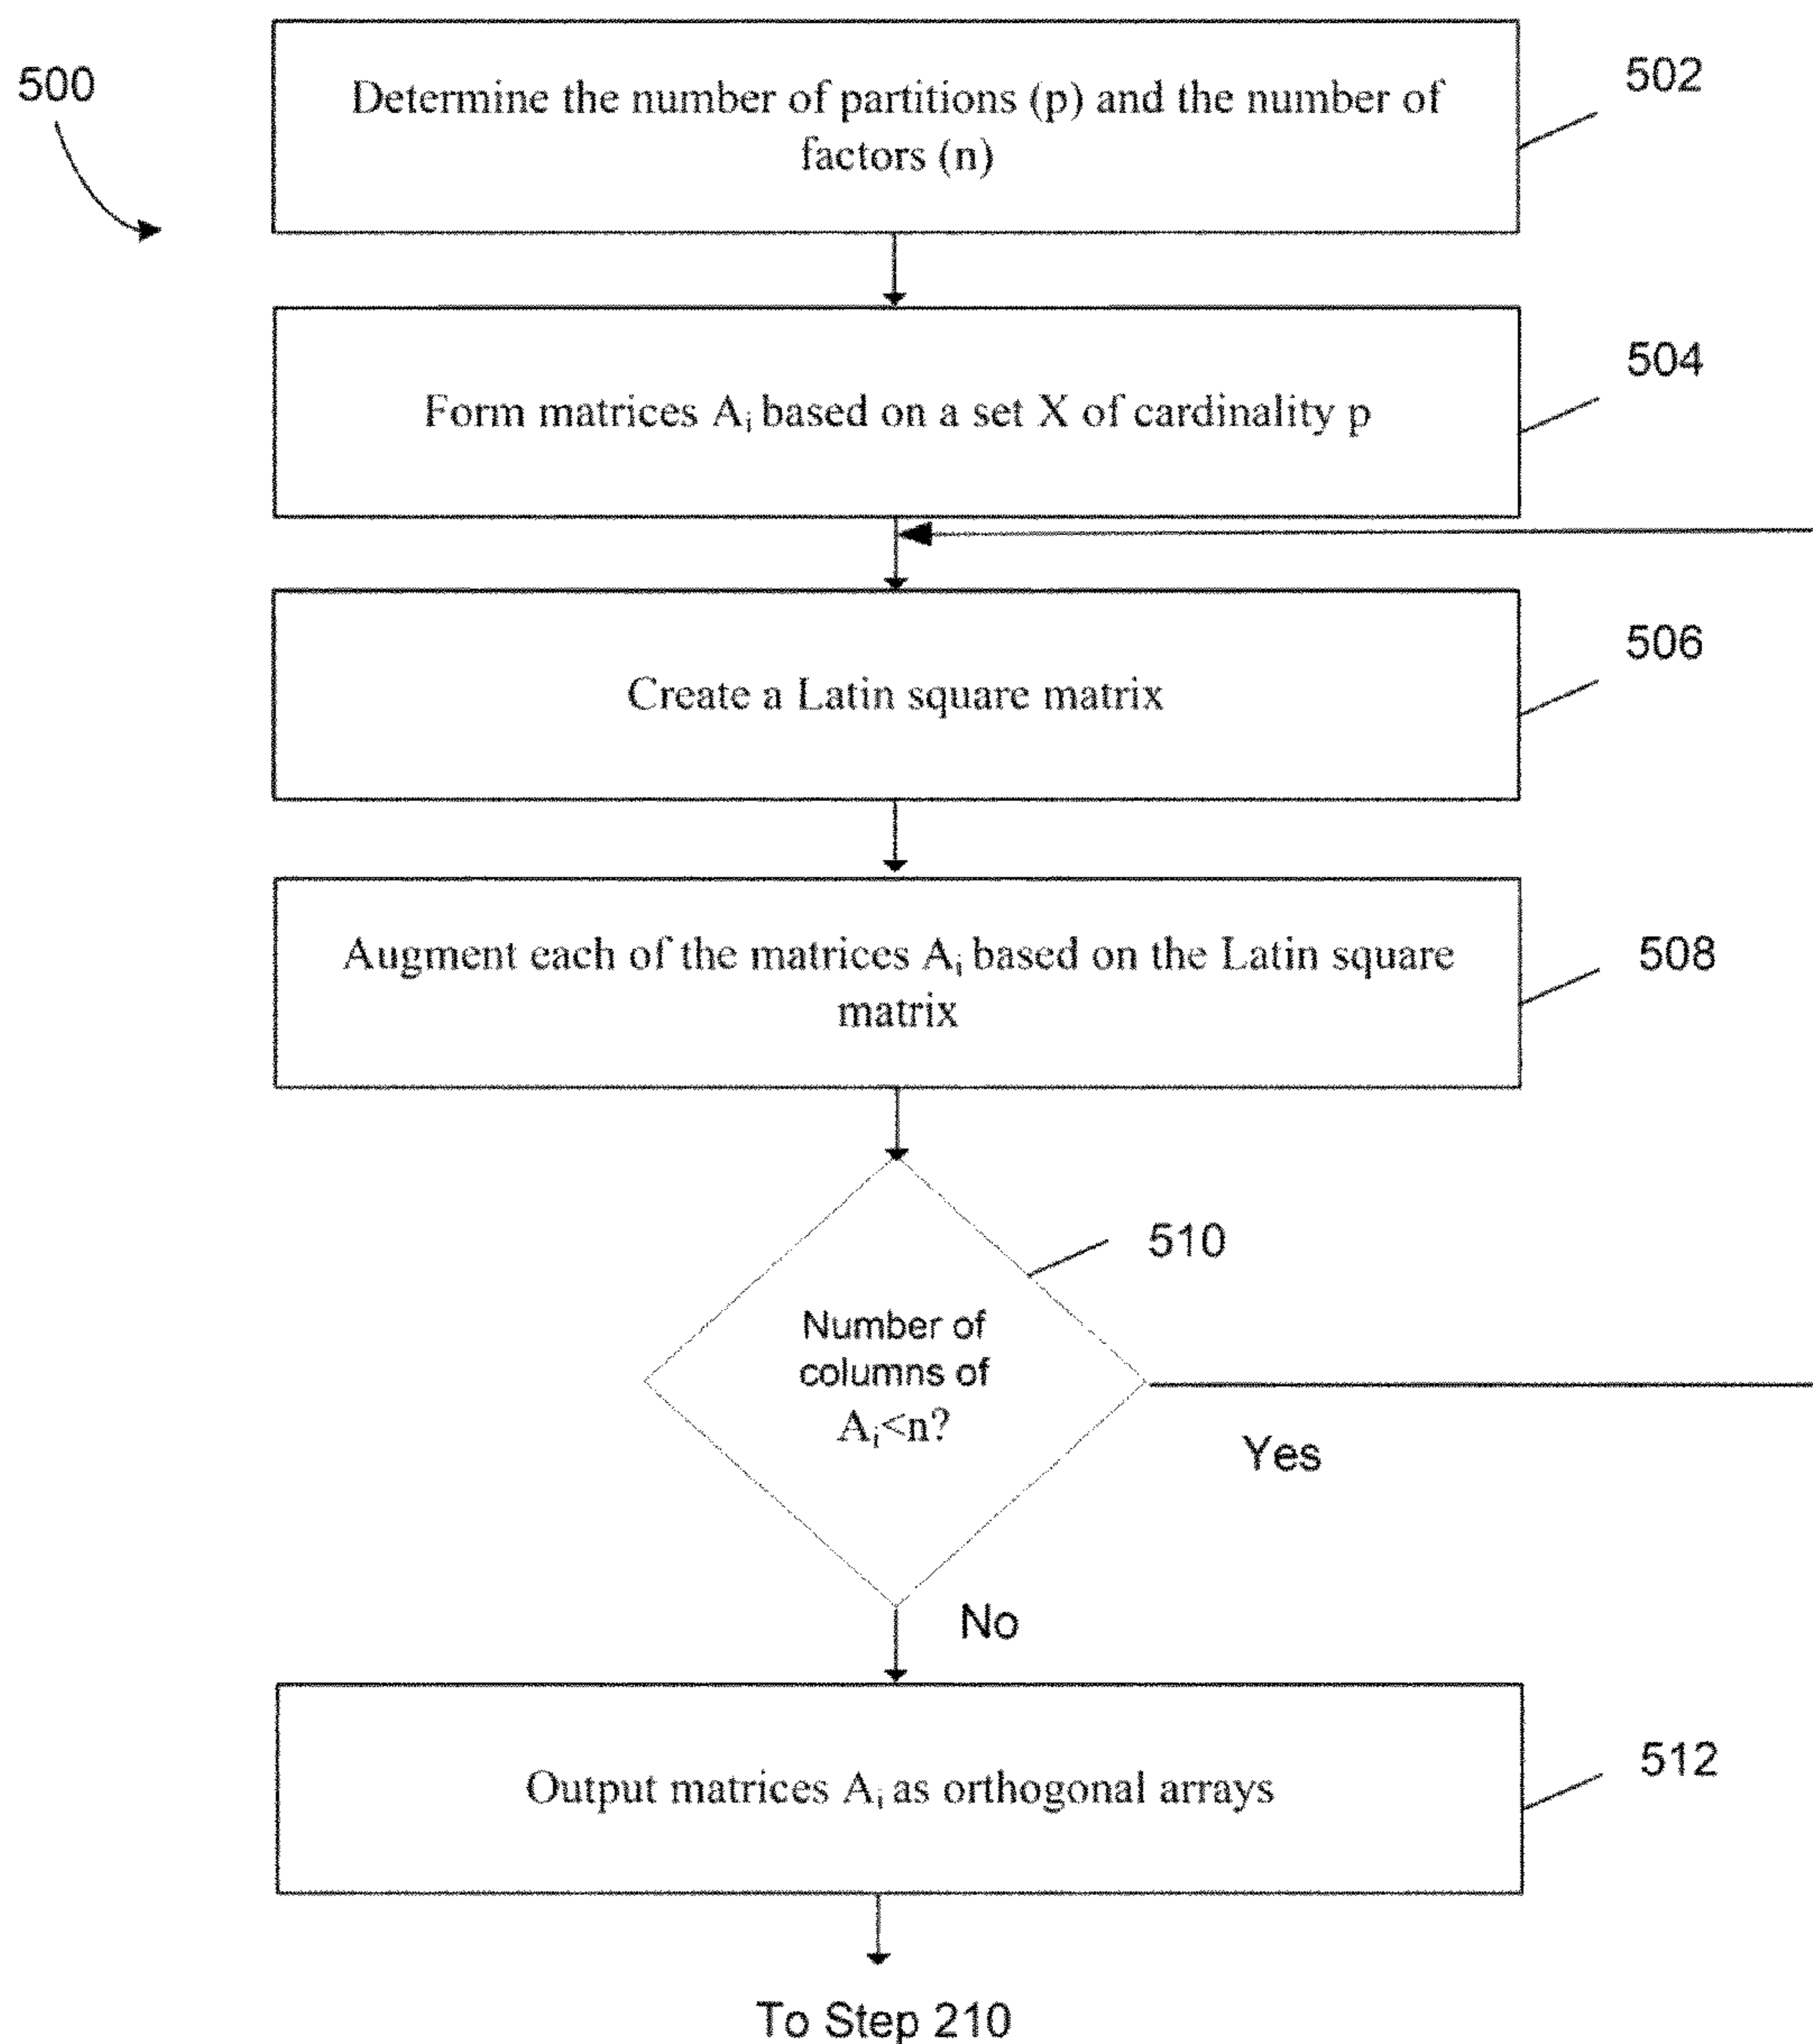 500
502
Determine the number of partitions (p) and the number of
factors (n)
504
Form matrices Aᵢ based on a set X of cardinality p
506
Create a Latin square matrix
508
Augment each of the matrices Aᵢ based on the Latin square
matrix
510
Number of
columns of
Aᵢ<n?
Yes
No
512
Output matrices Aᵢ as orthogonal arrays
To Step 210